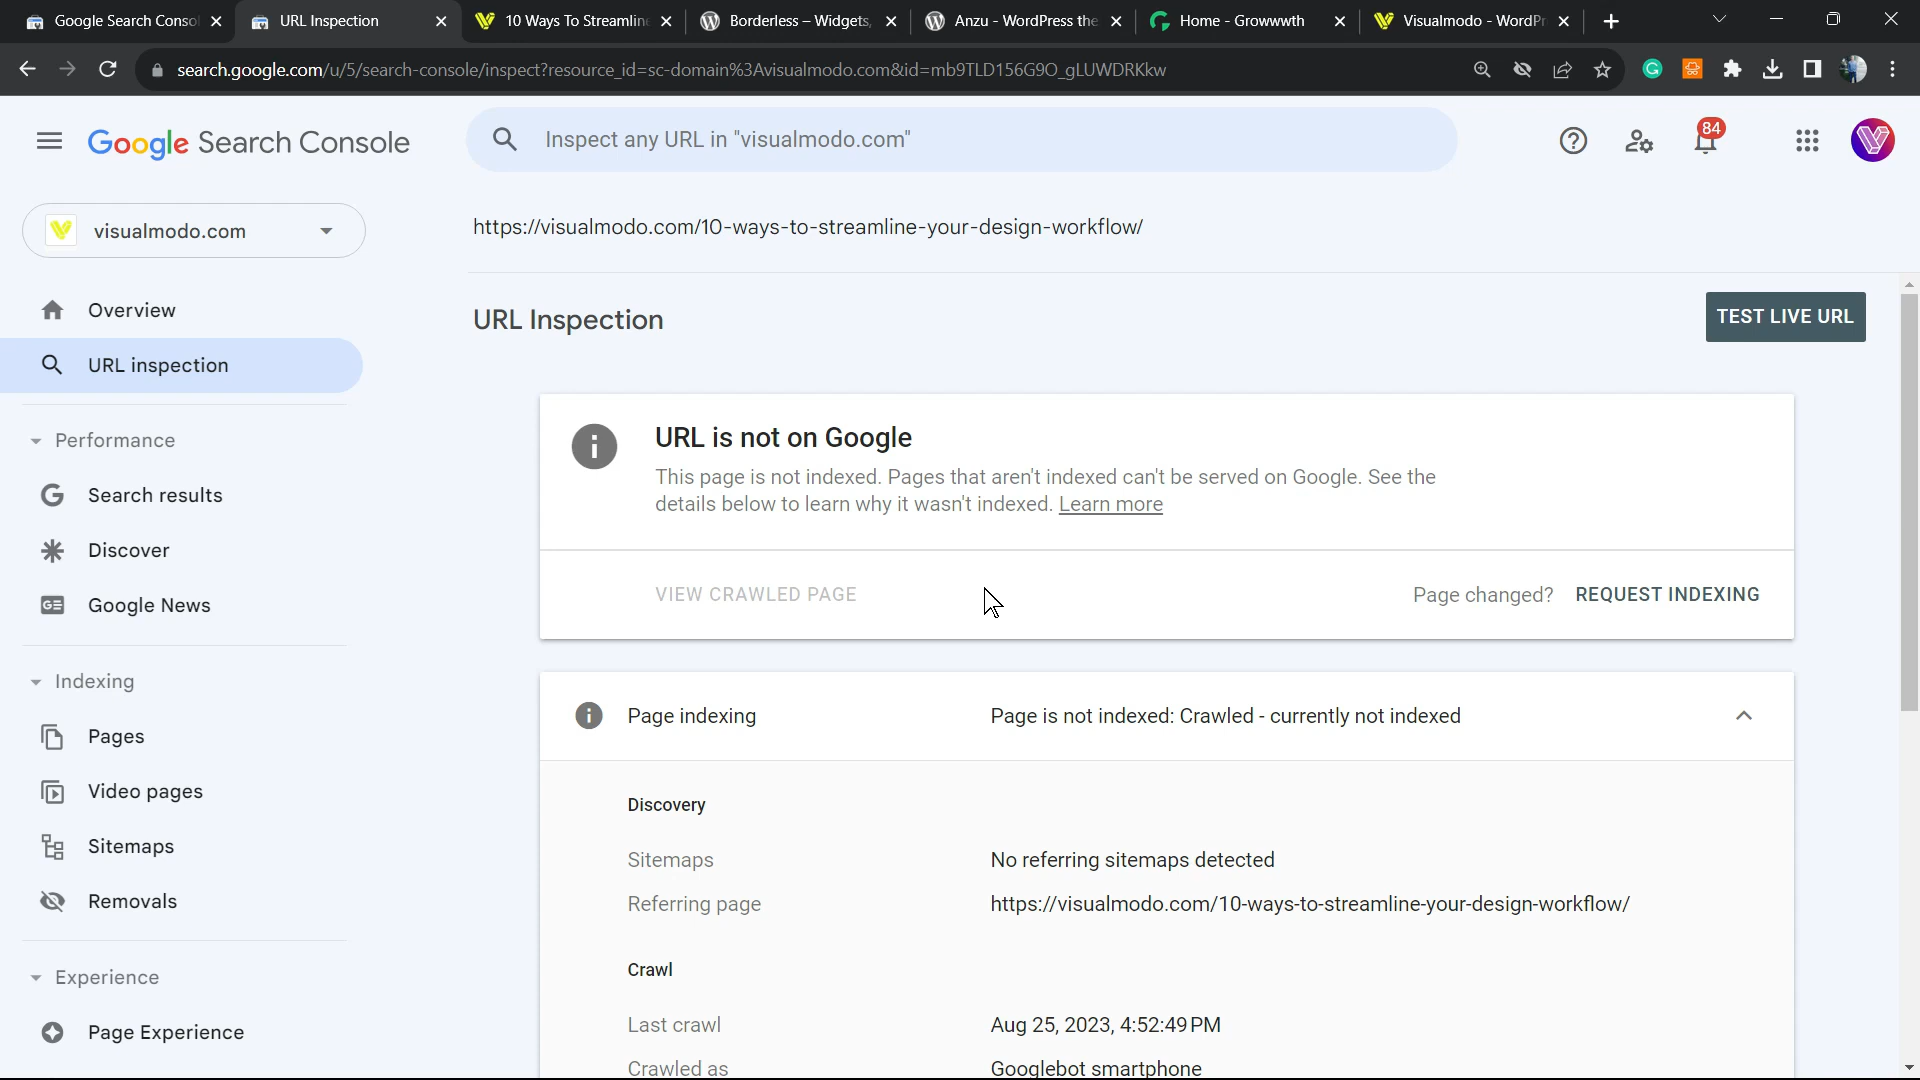 Google Search Consol
URL Inspection
10 Ways To Streamline
Borderless – Widgets,
Anzu - WordPress the
Home - Growwwth
Visualmodo - WordPr
search.google.com/u/5/search-console/inspect?resource_id=sc-domain%3Avisualmodo.com&id=mb9TLD156G9O_gLUWDRKkw
Google Search Console
Inspect any URL in "visualmodo.com"
84
visualmodo.com
https://visualmodo.com/10-ways-to-streamline-your-design-workflow/
Overview
URL inspection
Performance
Search results
Discover
Google News
Indexing
Pages
Video pages
Sitemaps
Removals
Experience
Page Experience
URL Inspection
TEST LIVE URL
URL is not on Google
This page is not indexed. Pages that aren't indexed can't be served on Google. See the
details below to learn why it wasn't indexed. Learn more
VIEW CRAWLED PAGE
Page changed? REQUEST INDEXING
Page indexing
Page is not indexed: Crawled - currently not indexed
Discovery
Sitemaps
No referring sitemaps detected
Referring page
https://visualmodo.com/10-ways-to-streamline-your-design-workflow/
Crawl
Last crawl
Aug 25, 2023, 4:52:49 PM
Crawled as
Googlebot smartphone